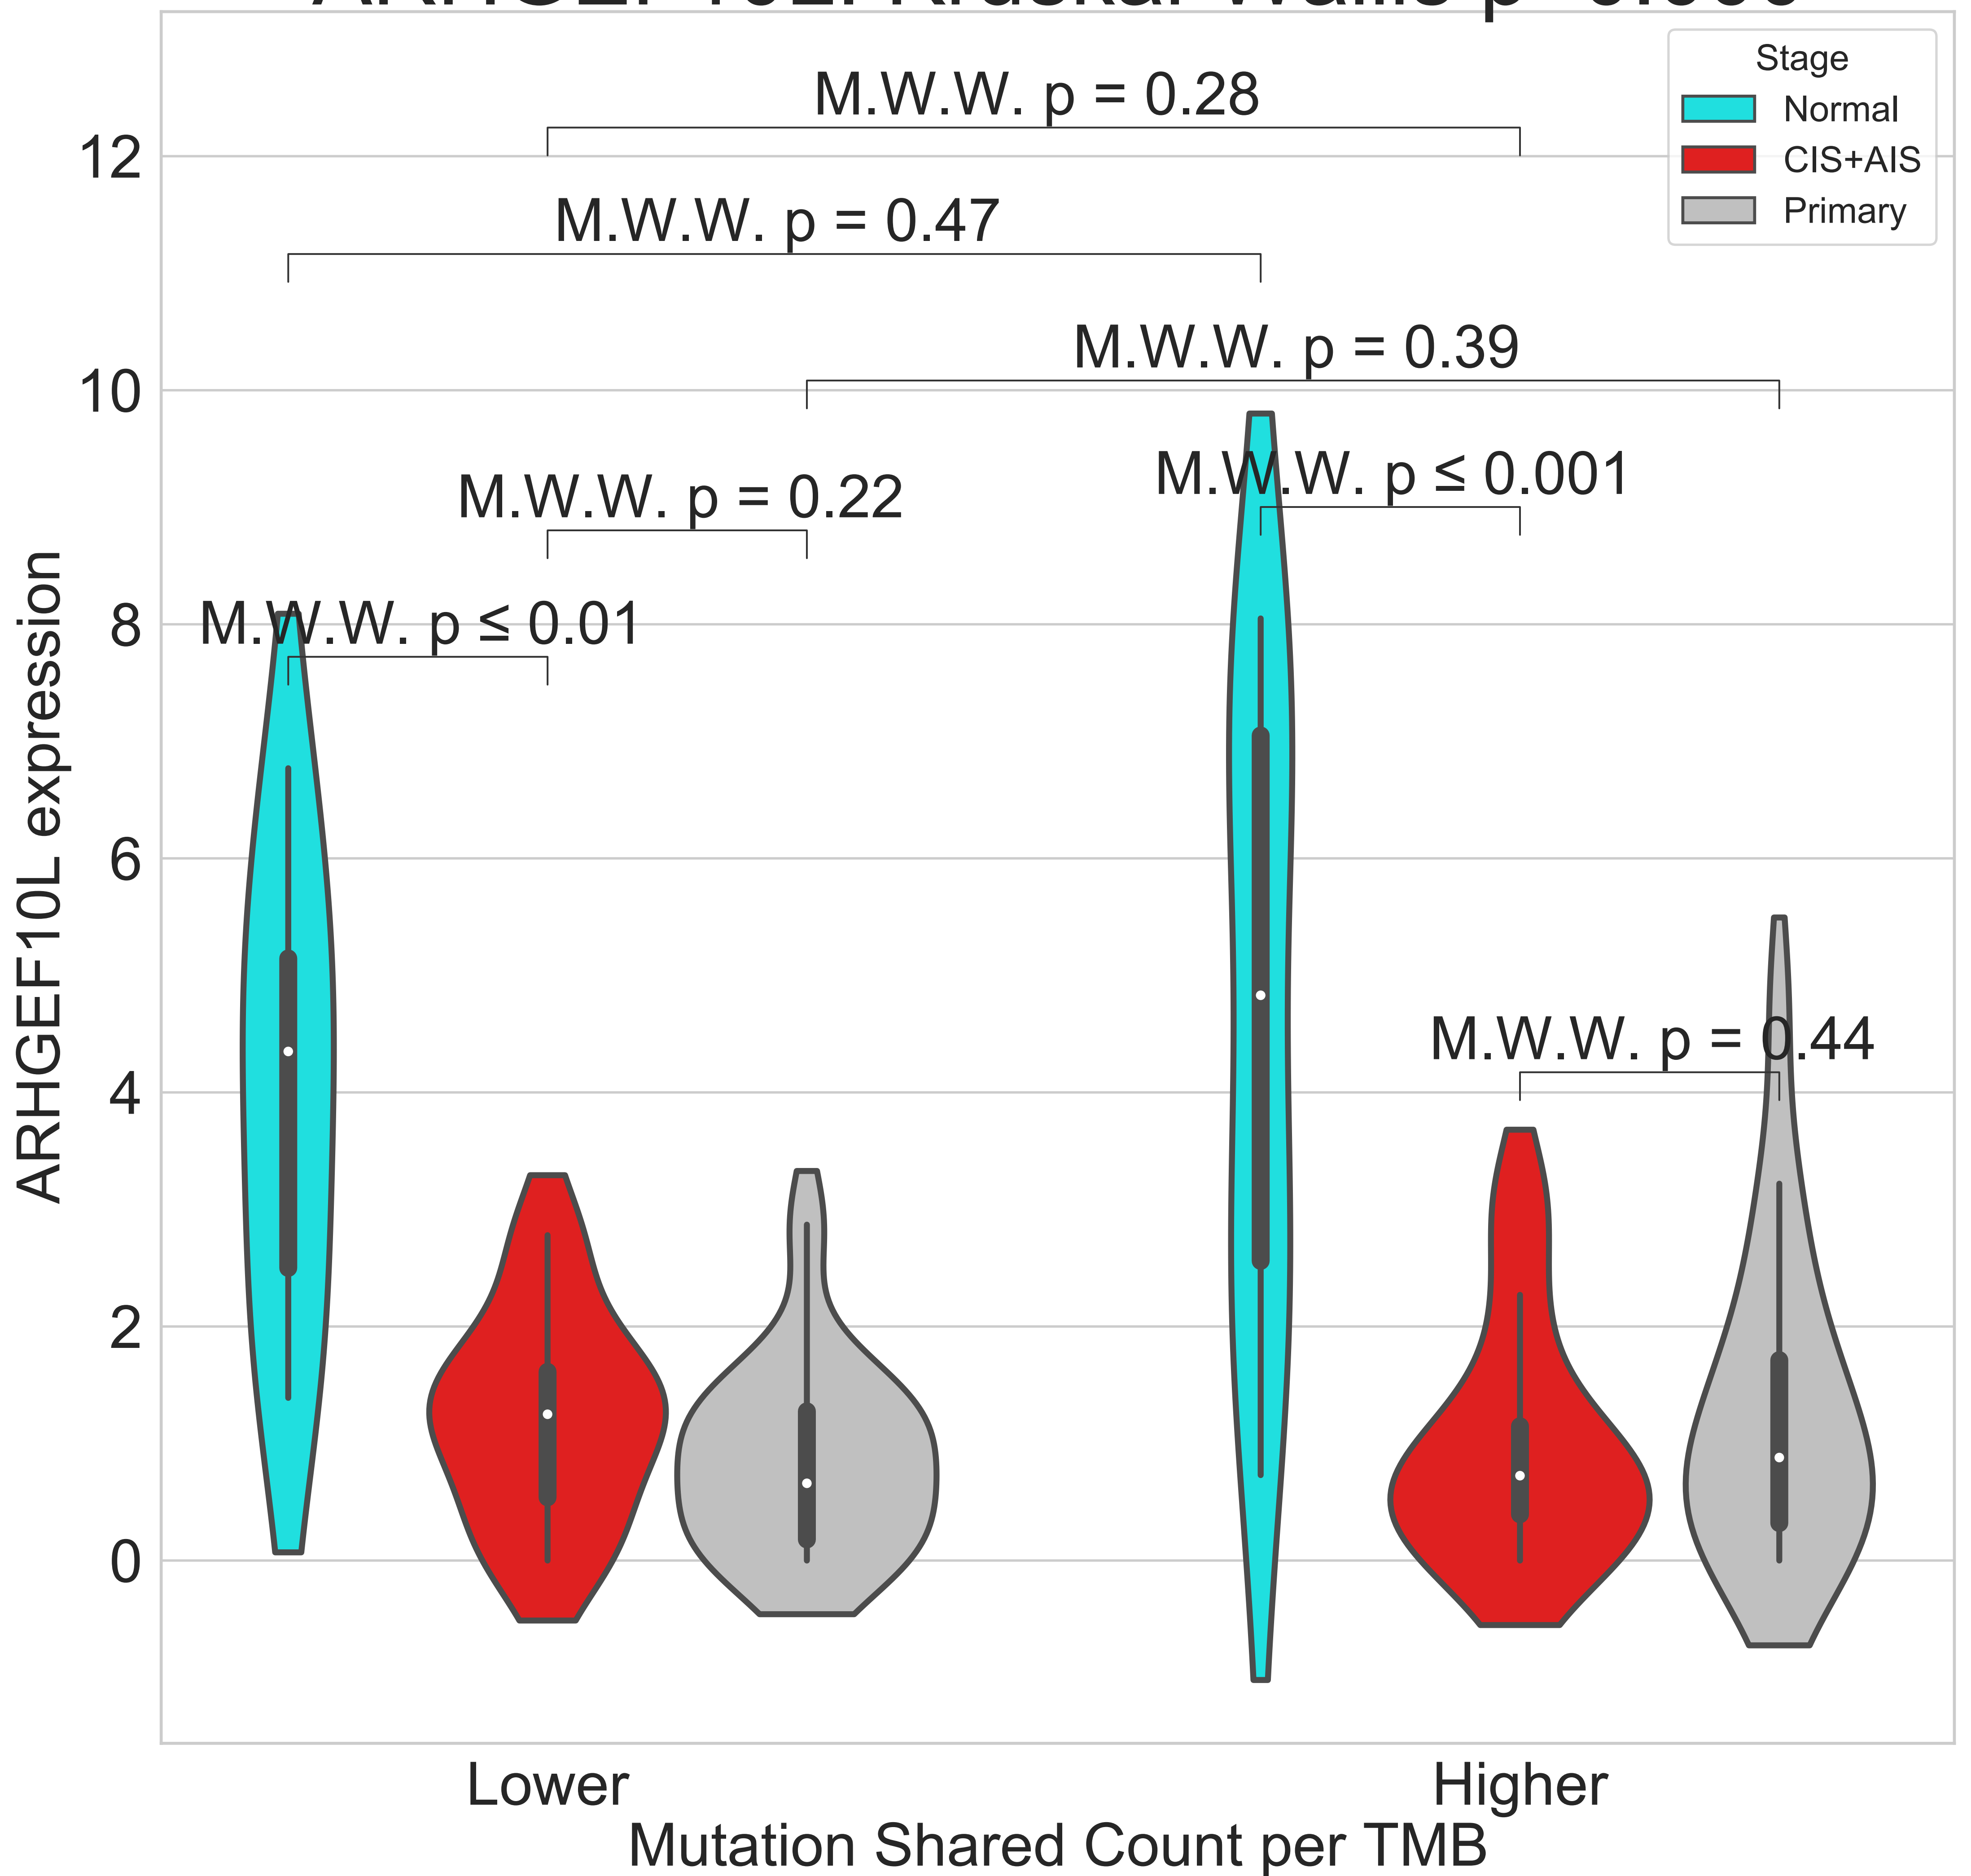 Stage
Normal
CIS+AIS
Primary
M.W.W. p = 0.28
M.W.W. p = 0.47
M.W.W. p = 0.39
M.W.W. p ≤ 0.001
M.W.W. p = 0.22
M.W.W. p ≤ 0.01
M.W.W. p = 0.44
12
10
8
6
4
2
0
ARHGEF10L expression
Lower
Higher
Mutation Shared Count per TMB